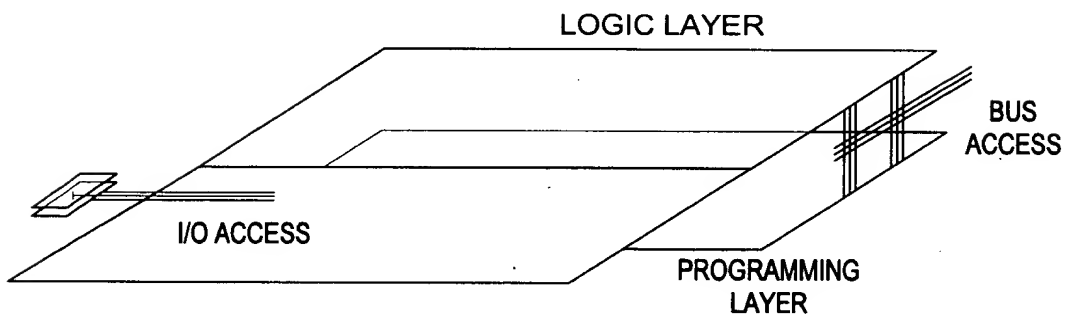 LOGIC LAYER
BUS
ACCESS
I/O ACCESS
PROGRAMMING
LAYER